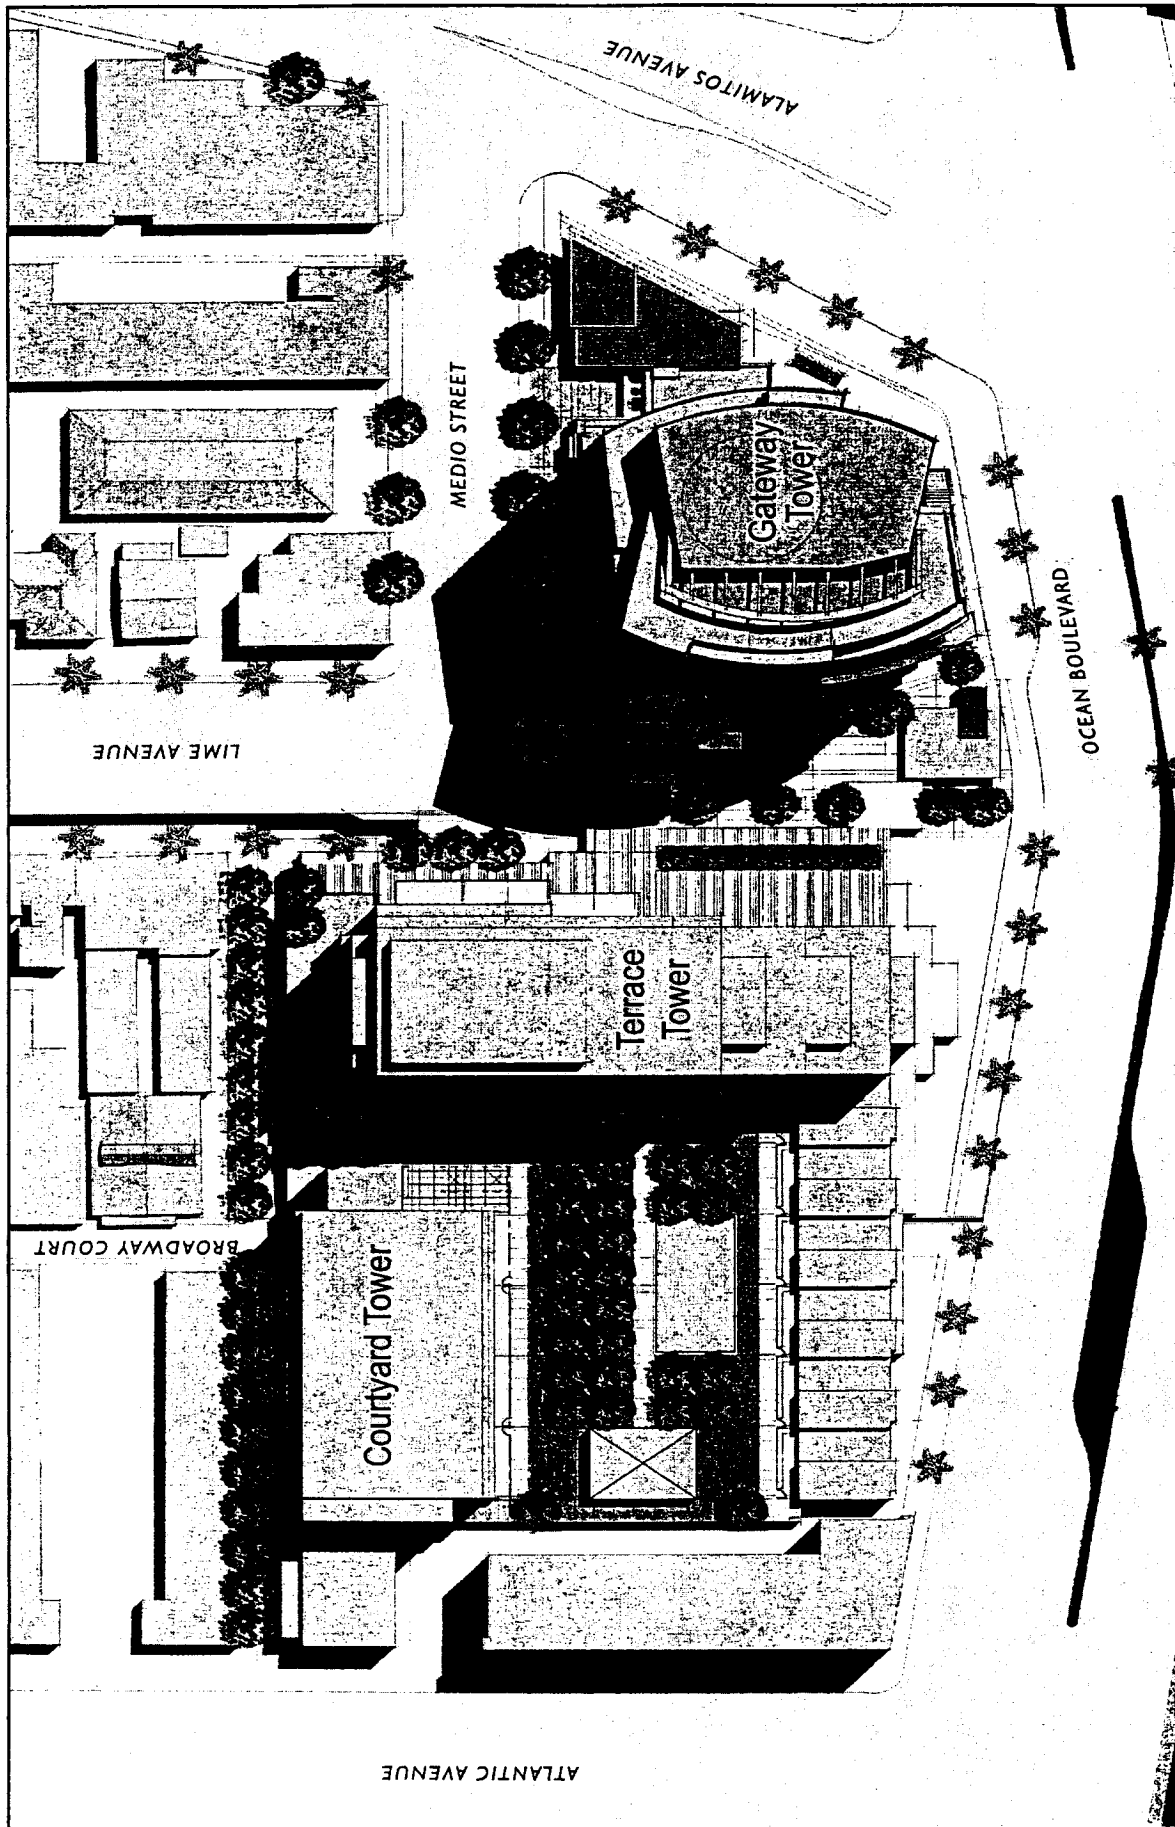 ALAMITOS AVENUE
MEDIO STREET
Gateway
Tower
OCEAN BOULEVARD
LIME AVENUE
Terrace
Tower
BROADWAY COURT
Courtyard Tower
ATLANTIC AVENUE